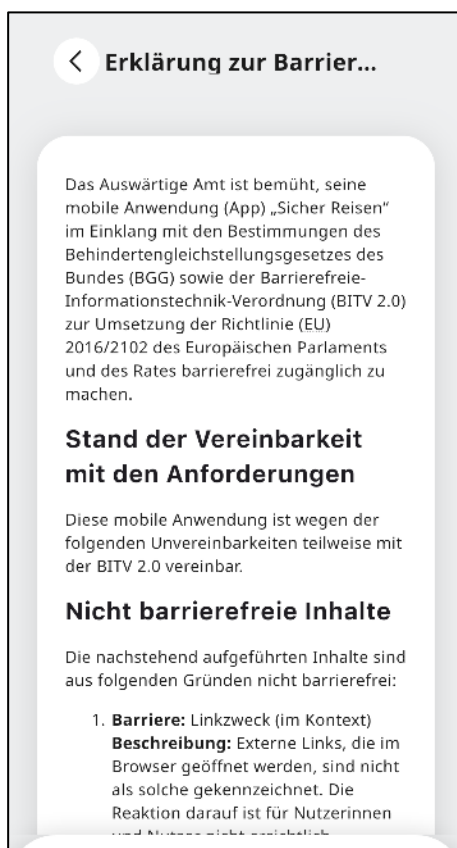 Erklärung zur Barrier...
Das Auswärtige Amt ist bemüht, seine
mobile Anwendung (App) „Sicher Reisen“
im Einklang mit den Bestimmungen des
Behindertengleichstellungsgesetzes des
Bundes (BGG) sowie der Barrierefreie-
Informationstechnik-Verordnung (BITV 2.0)
zur Umsetzung der Richtlinie (EU)
2016/2102 des Europäischen Parlaments
und des Rates barrierefrei zugänglich zu
machen.
Stand der Vereinbarkeit
mit den Anforderungen
Diese mobile Anwendung ist wegen der
folgenden Unvereinbarkeiten teilweise mit
der BITV 2.0 vereinbar.
Nicht barrierefreie Inhalte
Die nachstehend aufgeführten Inhalte sind
aus folgenden Gründen nicht barrierefrei:
1. Barriere: Linkzweck (im Kontext)
Beschreibung: Externe Links, die im
Browser geöffnet werden, sind nicht
als solche gekennzeichnet. Die
Reaktion darauf ist für Nutzerinnen